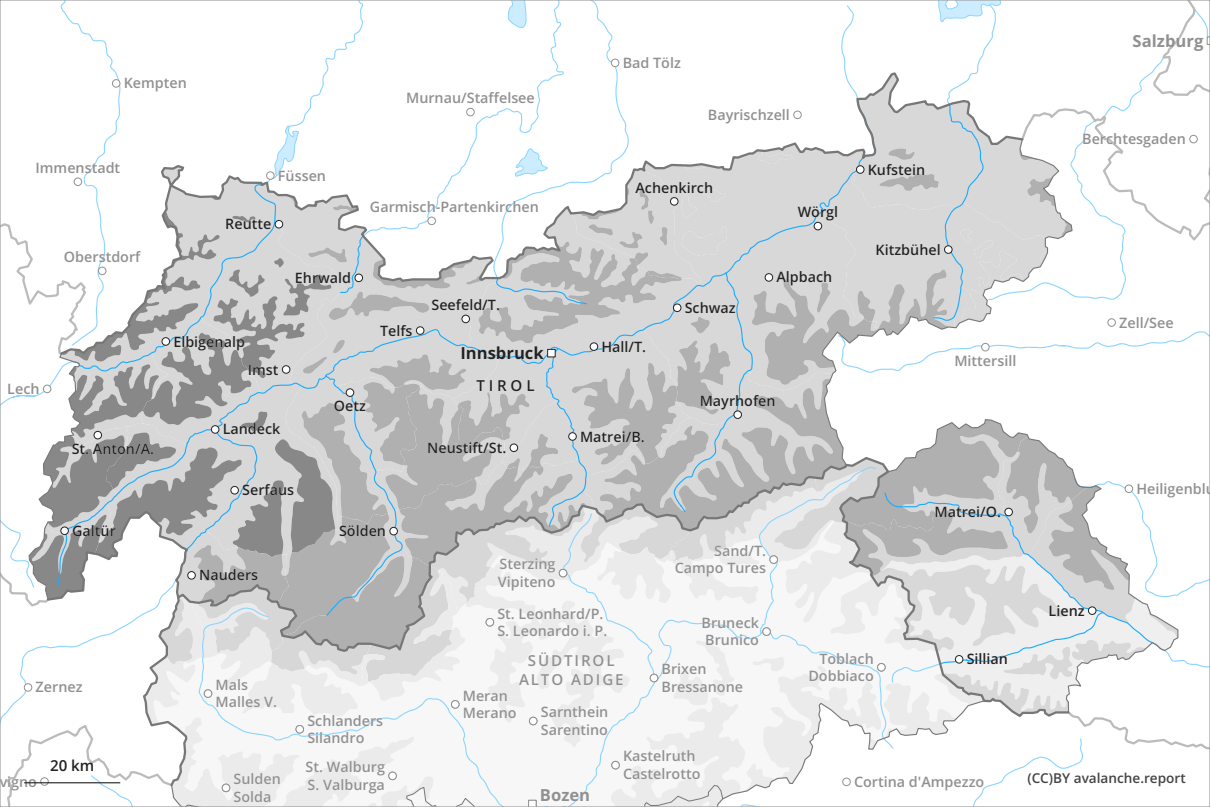 Salzburg
Bad Tölz
Kempten
Murnau/Staffelsee
Bayrischzell
Berchtesgaden
Immenstadt
Füssen
Kufstein
Achenkirch
Garmisch-Partenkirchen
Wörgl
Reutte
Kitzbühel
Oberstdorf
Ehrwald
Alpbach
Seefeld/T.
Schwaz
Zell/See
Telfs
Elbigenalp
Innsbruck
Hall/T.
Mittersill
Imst
TIROL
Lech
Oetz
Mayrhofen
Landeck
Matrei/B.
St. Anton/A.
Neustift/St.
Serfaus
Heiligenblu
Matrei/O.
Galtür
Sölden
Sand/T.
Campo Tures
Sterzing
Vipiteno
Nauders
Lienz
St. Leonhard/P.
S. Leonardo i. P.
Bruneck
Brunico
SÜDTIROL
ALTO ADIGE
Sillian
Toblach
Dobbiaco
Brixen
Bressanone
Zernez
Mals
Malles V.
Meran
Merano
Sarnthein
Sarentino
Schlanders
Silandro
Kastelruth
Castelrotto
20 km
St. Walburg
S. Valburga
vigno
Sulden
Solda
Cortina d'Ampezzo
(CC)BY avalanche.report
Bozen